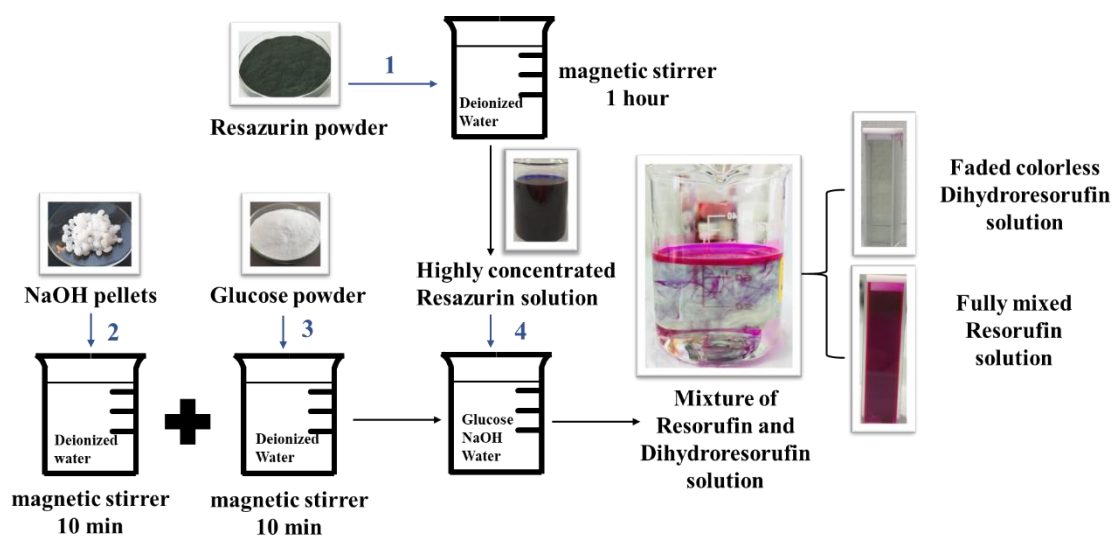 1
Deionized
Water
magnetic stirrer
1 hour
Resazurin powder
NaOH pellets
Glucose powder
Highly concentrated
Resazurin solution
2
3
4
Deionized
water
magnetic stirrer
10 min
Deionized
Water
magnetic stirrer
10 min
Glucose
NaOH
Water
40
Mixture of
Resorufin and
Dihydroresorufin
solution
Faded colorless
Dihydroresorufin
solution
Fully mixed
Resorufin
solution